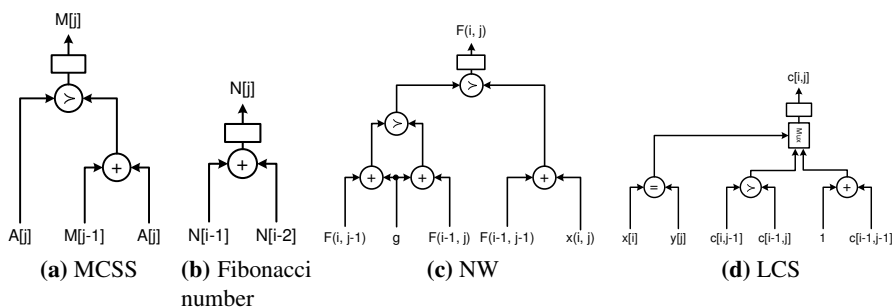 M[j]
≻
+
A[j] M[j-1] A[j]
(a) MCSS
N[j]
+
N[i-1] N[i-2]
(b) Fibonacci
number
F(i, j)
≻
≻
+ + +
F(i, j-1) g F(i-1, j) F(i-1, j-1) x(i, j)
(c) NW
c[i,j]
Mux
= ≻ +
x[i] y[j] c[i,j-1] c[i-1,j] 1 c[i-1,j-1]
(d) LCS